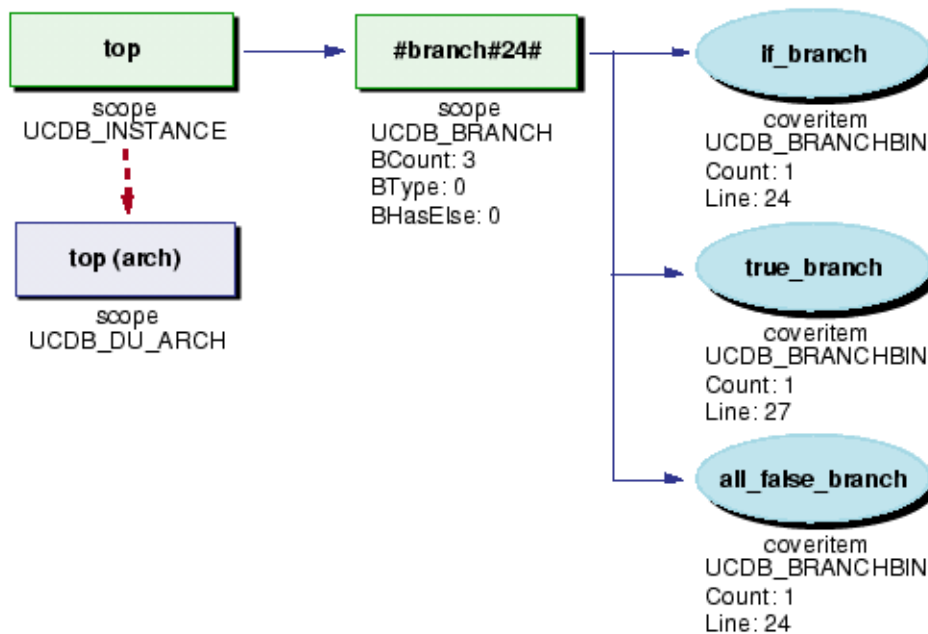 top
scope
UCDB_INSTANCE
top (arch)
scope
UCDB_DU_ARCH
#branch#24#
scope
UCDB_BRANCH
BCount: 3
BType: 0
BHasElse: 0
if_branch
coveritem
UCDB_BRANCHBIN
Count: 1
Line: 24
true_branch
coveritem
UCDB_BRANCHBIN
Count: 1
Line: 27
all_false_branch
coveritem
UCDB_BRANCHBIN
Count: 1
Line: 24